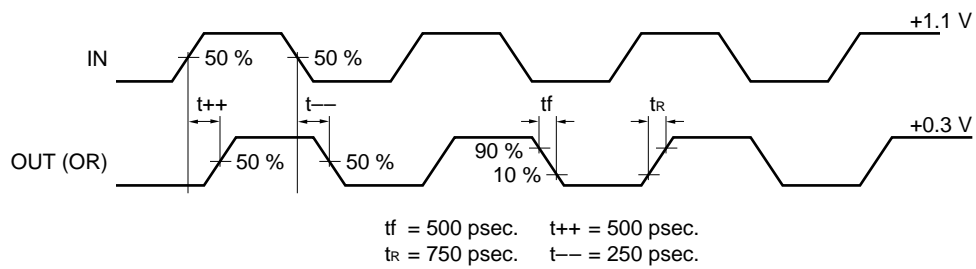 +1.1 V
IN
50 %
50 %
t++
t−−
tf
tR
+0.3 V
OUT (OR)
50 %
50 %
90 %
10 %
tf = 500 psec. t++ = 500 psec.
tR = 750 psec. t−− = 250 psec.